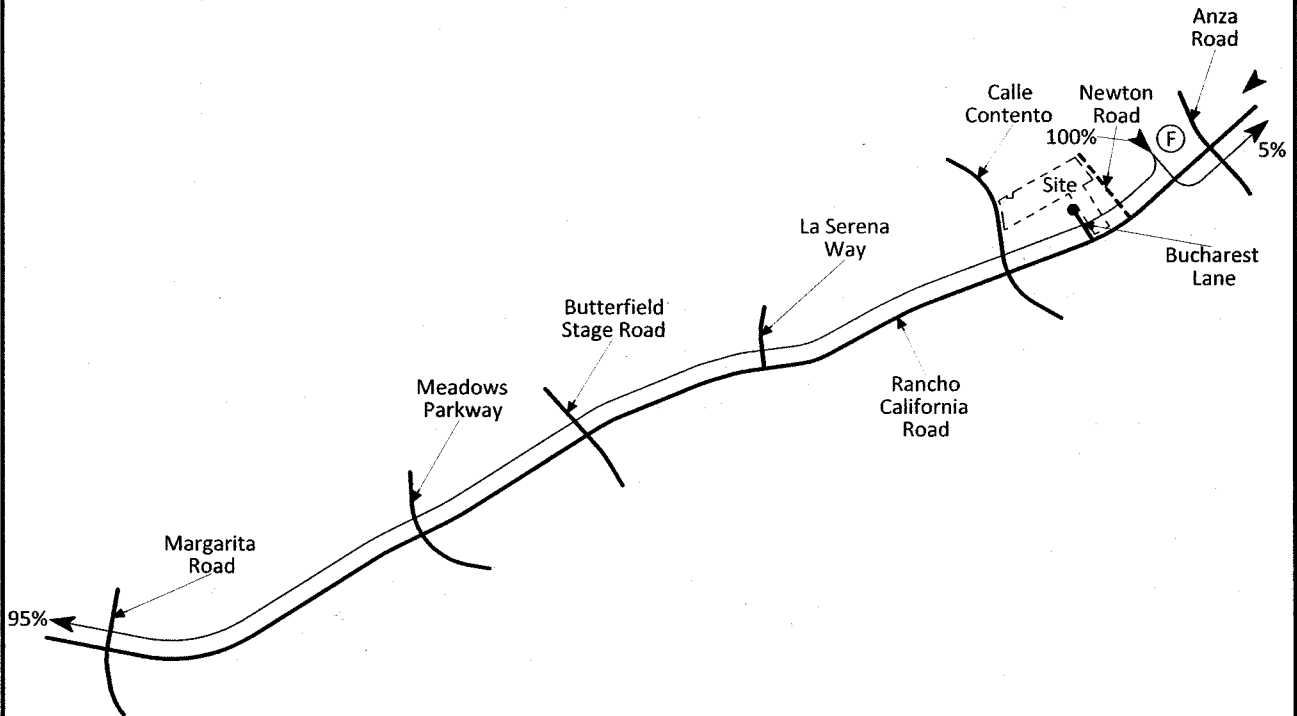 Anza
Road
Calle
Contento
Newton
Road
100%
F
5%
Site
La Serena
Way
Bucharest
Lane
Butterfield
Stage Road
Rancho
California
Road
Meadows
Parkway
Margarita
Road
95%